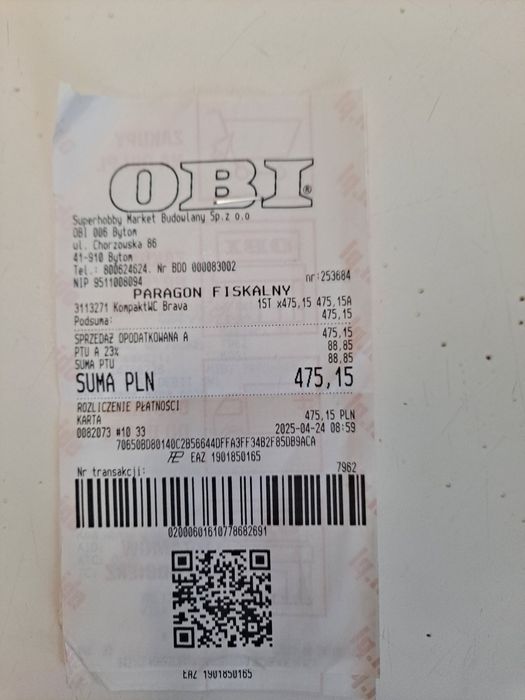 OBI®
Superhobby Market Budowlany Sp.z o.o
OBI 006 Bytom
ul. Chorzowska 86
41-910 Bytom
Tel.: 800624624. Nr BDO 000083002
NIP 9511006094 nr:253684
PARAGON FISKALNY
3113271 KompaktWC Brava 1ST x475,15 475,15A
Podsuma: 475,15
SPRZEDAŻ OPODATKOWANA A 475,15
PTU A 23% 88,85
SUMA PTU 88,85
SUMA PLN 475,15
ROZLICZENIE PŁATNOŚCI
KARTA 475,15 PLN
0082073 #10 33 2025-04-24 08:59
70650BD80140C2B56644DFFA3FF34B2F85DB9ACA
EAZ 1901850165
Nr transakcji: 7962
02000601610778682691
EAZ 1901850165